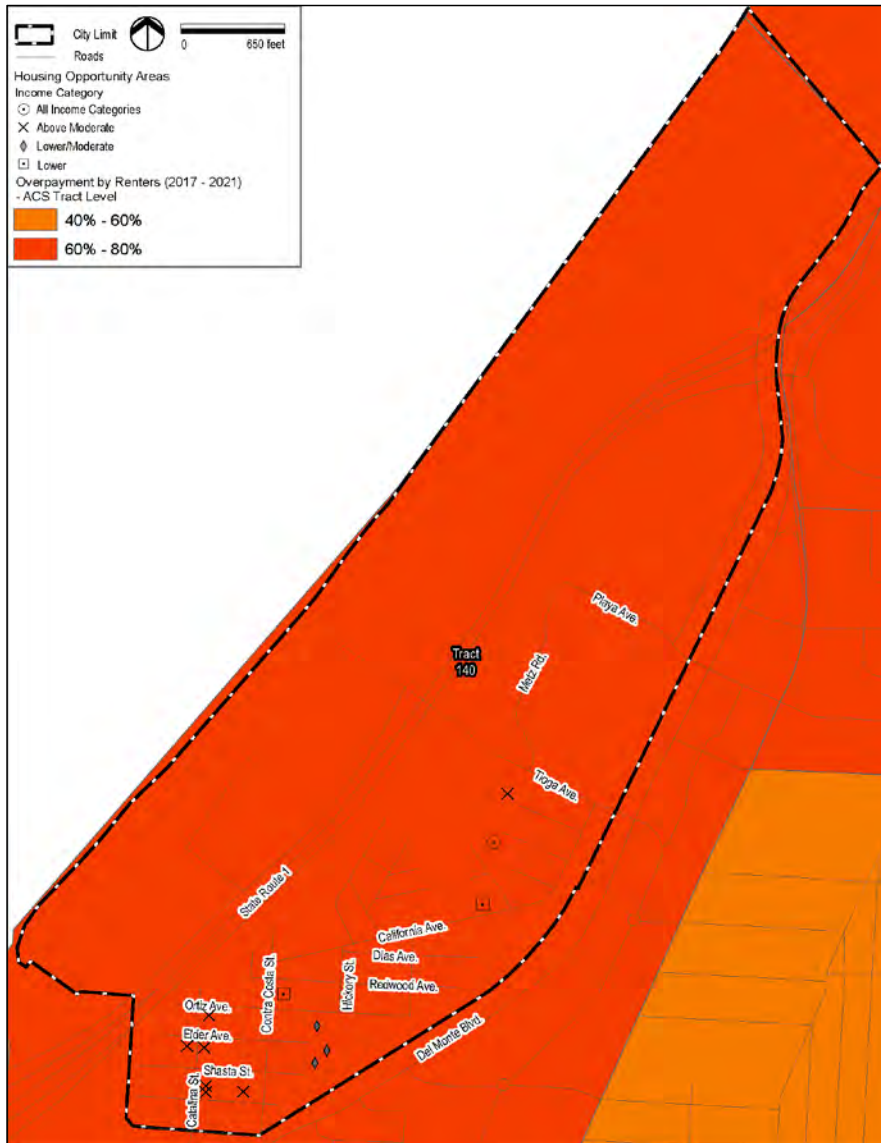 City Limit
0 650 feet
Roads
Housing Opportunity Areas
Income Category
All Income Categories
Above Moderate
Lower/Moderate
Lower
Overpayment by Renters (2017 - 2021)
- ACS Tract Level
40% - 60%
60% - 80%
Playa Ave.
Tract
140
Metz Rd.
Tioga Ave.
State Route 1
California Ave.
Dias Ave.
Redwood Ave.
Hickory St.
Contra Costa St.
Ortiz Ave.
Elder Ave.
Shasta St.
Catalina St.
Del Monte Blvd.